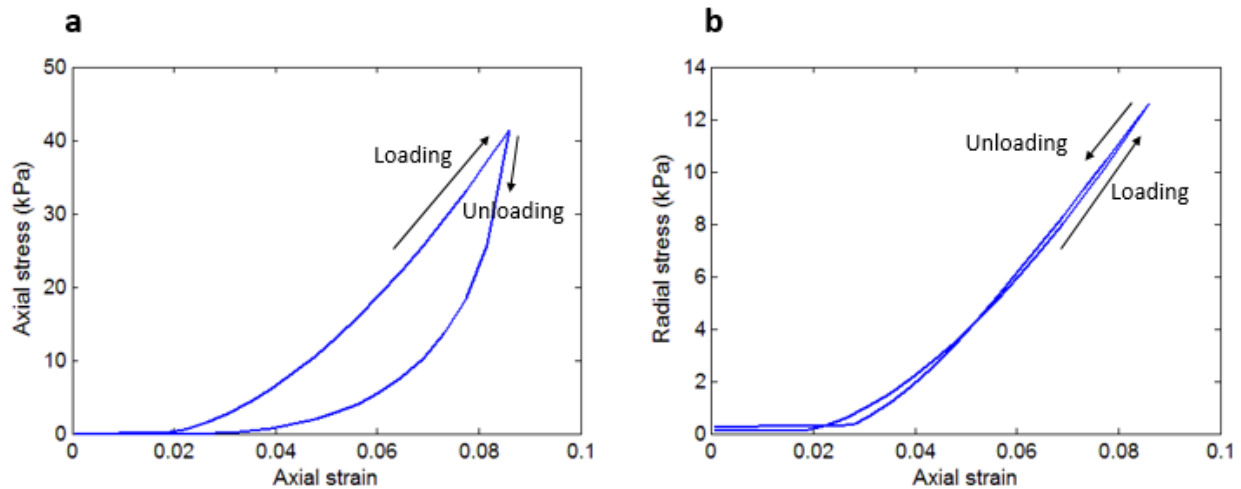 a
50
40
30
20
10
0
Axial stress (kPa)
Loading
Unloading
0
0.02
0.04
0.06
0.08
0.1
Axial strain
b
14
12
10
8
6
4
2
0
Radial stress (kPa)
Unloading
Loading
0
0.02
0.04
0.06
0.08
0.1
Axial strain